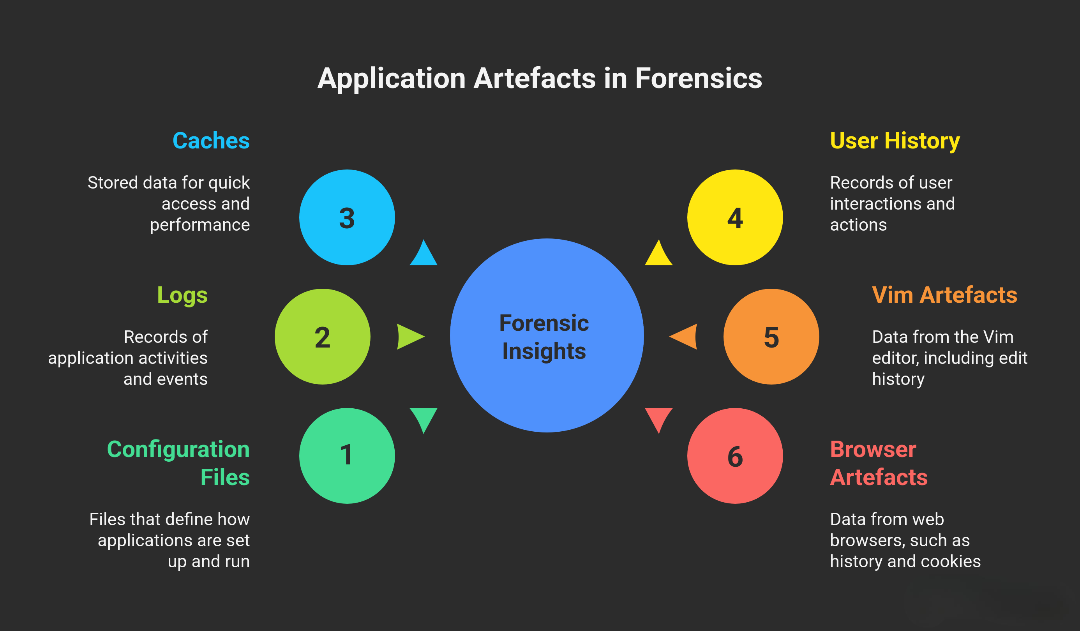 Application Artefacts in Forensics
Caches
Stored data for quick
access and
performance
3
Logs
Records of
application activities
and events
2
Configuration
Files
Files that define how
applications are set
up and run
1
Forensic
Insights
User History
Records of user
interactions and
actions
4
Vim Artefacts
Data from the Vim
editor, including edit
history
5
Browser
Artefacts
Data from web
browsers, such as
history and cookies
6